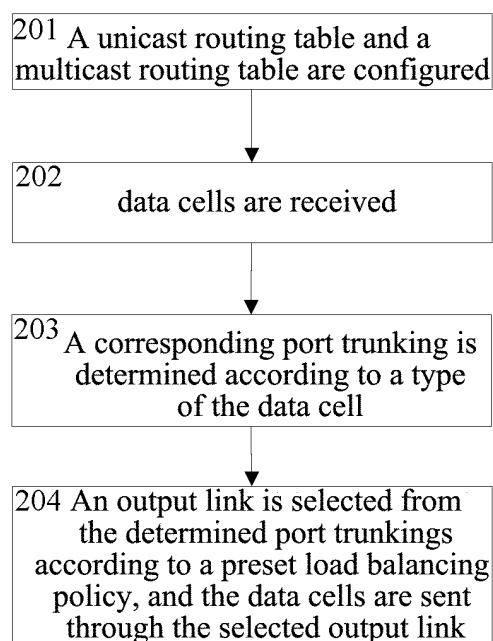 201 A unicast routing table and a
multicast routing table are configured
202
data cells are received
203 A corresponding port trunking is
determined according to a type
of the data cell
204 An output link is selected from
the determined port trunkings
according to a preset load balancing
policy, and the data cells are sent
through the selected output link